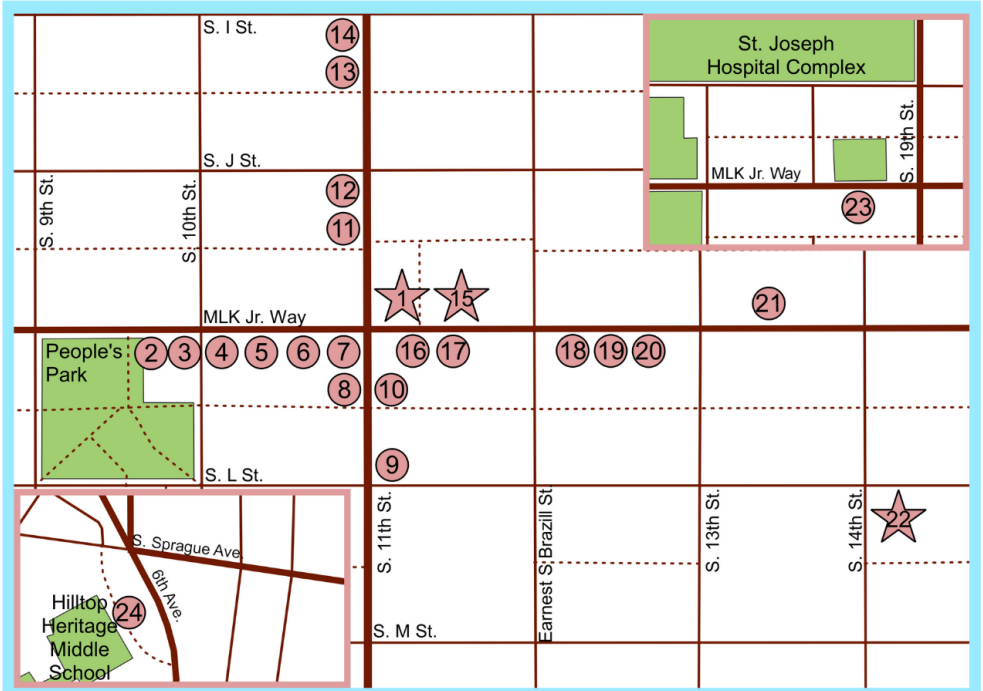 S. I St.
14
13
St. Joseph
Hospital Complex
S. 19th St.
MLK Jr. Way
23
S. J St.
S. 9th St.
S. 10th St.
12
11
1
15
21
MLK Jr. Way
People's
Park
2
3
4
5
6
7
16
17
18
19
20
8
10
9
S. L St.
S. 11th St.
Earnest S. Brazill St.
S. 13th St.
S. 14th St.
22
S. Sprague Ave.
6th Ave.
24
Hilltop
Heritage
Middle
School
S. M St.